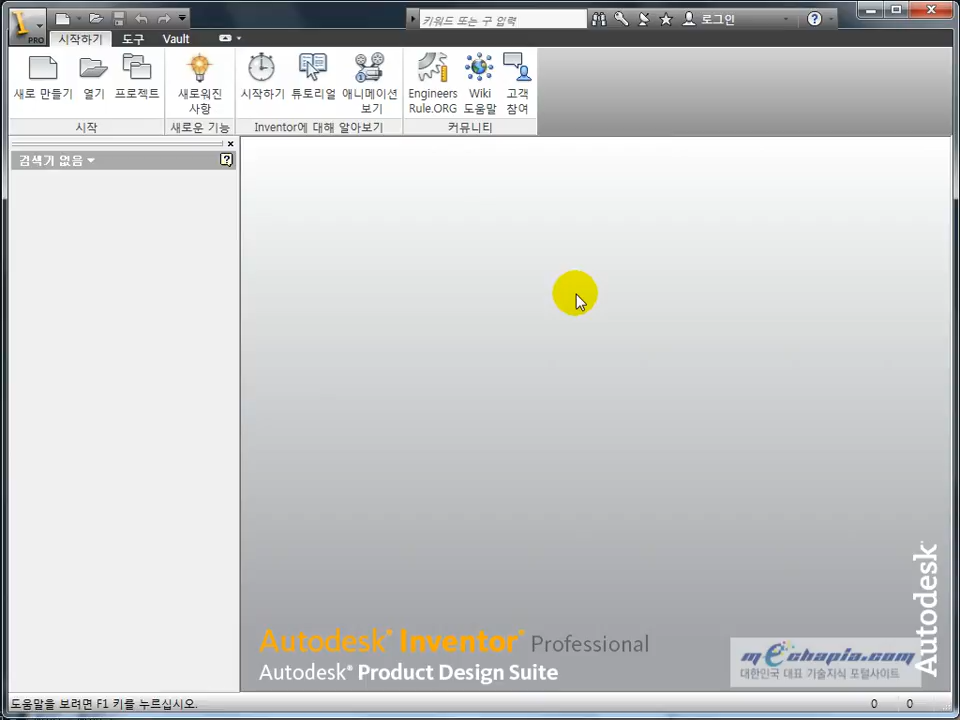 키워드 또는 구 입력
로그인
PRO
시작하기
도구
Vault
새로 만들기
열기
프로젝트
새로워진
사항
시작하기
튜토리얼
애니메이션
보기
Engineers
Rule.ORG
Wiki
도움말
고객
참여
시작
새로운 기능
Inventor에 대해 알아보기
커뮤니티
검색기 없음
Autodesk® Inventor® Professional
Autodesk® Product Design Suite
Autodesk®
mechapia.com
대한민국 대표 기술지식 포털사이트
도움말을 보려면 F1 키를 누르십시오.
0 0